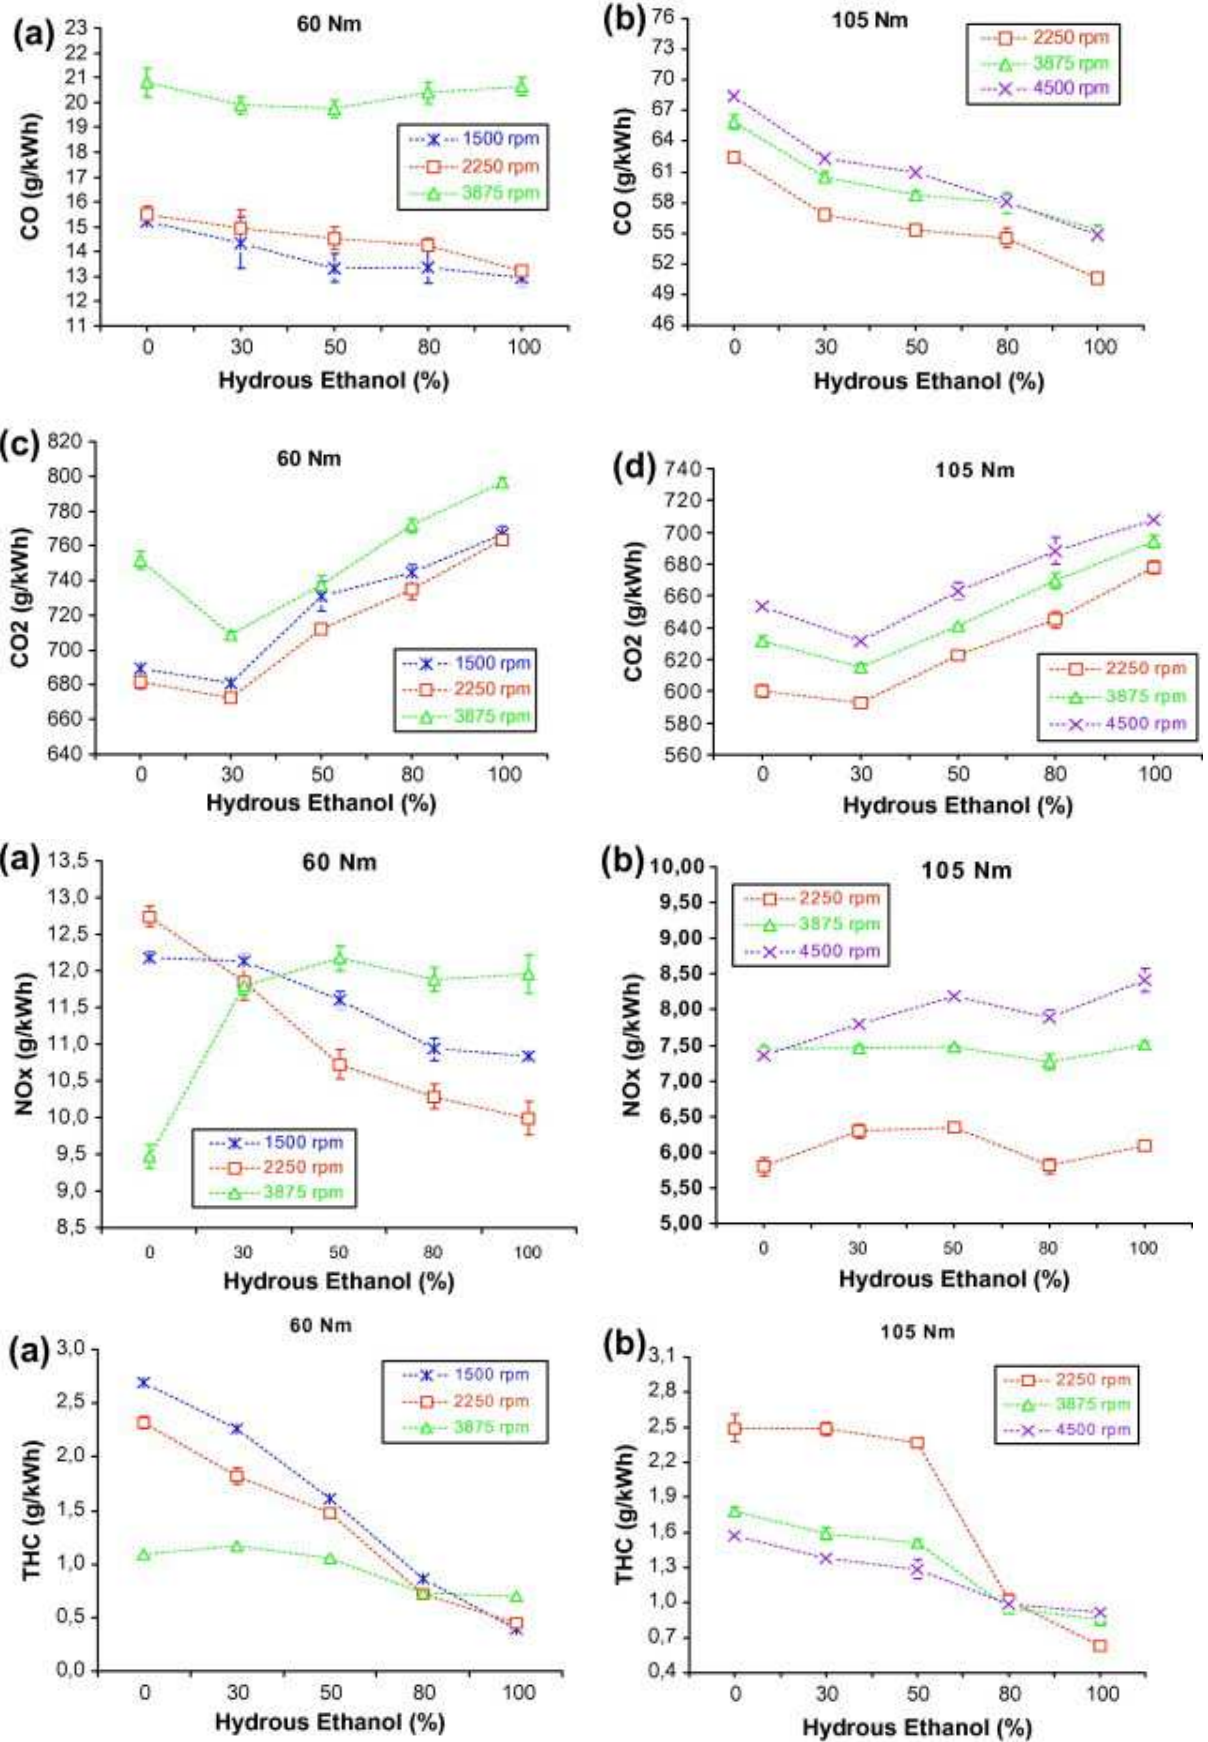 (a)
60 Nm
CO (g/kWh)
23
22
21
20
19
18
17
16
15
14
13
12
11
1500 rpm
2250 rpm
3875 rpm
0 30 50 80 100
Hydrous Ethanol (%)
(b)
105 Nm
CO (g/kWh)
76
73
70
67
64
61
58
55
52
49
46
2250 rpm
3875 rpm
4500 rpm
0 30 50 80 100
Hydrous Ethanol (%)
(c)
60 Nm
CO2 (g/kWh)
820
800
780
760
740
720
700
680
660
640
1500 rpm
2250 rpm
3875 rpm
0 30 50 80 100
Hydrous Ethanol (%)
(d)
105 Nm
CO2 (g/kWh)
740
720
700
680
660
640
620
600
580
560
2250 rpm
3875 rpm
4500 rpm
0 30 50 80 100
Hydrous Ethanol (%)
(a)
60 Nm
NOx (g/kWh)
13,5
13,0
12,5
12,0
11,5
11,0
10,5
10,0
9,5
9,0
8,5
1500 rpm
2250 rpm
3875 rpm
0 30 50 80 100
Hydrous Ethanol (%)
(b)
105 Nm
NOx (g/kWh)
10,00
9,50
9,00
8,50
8,00
7,50
7,00
6,50
6,00
5,50
5,00
2250 rpm
3875 rpm
4500 rpm
0 30 50 80 100
Hydrous Ethanol (%)
(a)
60 Nm
THC (g/kWh)
3,0
2,5
2,0
1,5
1,0
0,5
0,0
1500 rpm
2250 rpm
3875 rpm
0 30 50 80 100
Hydrous Ethanol (%)
(b)
105 Nm
THC (g/kWh)
3,1
2,8
2,5
2,2
1,9
1,6
1,3
1,0
0,7
0,4
2250 rpm
3875 rpm
4500 rpm
0 30 50 80 100
Hydrous Ethanol (%)